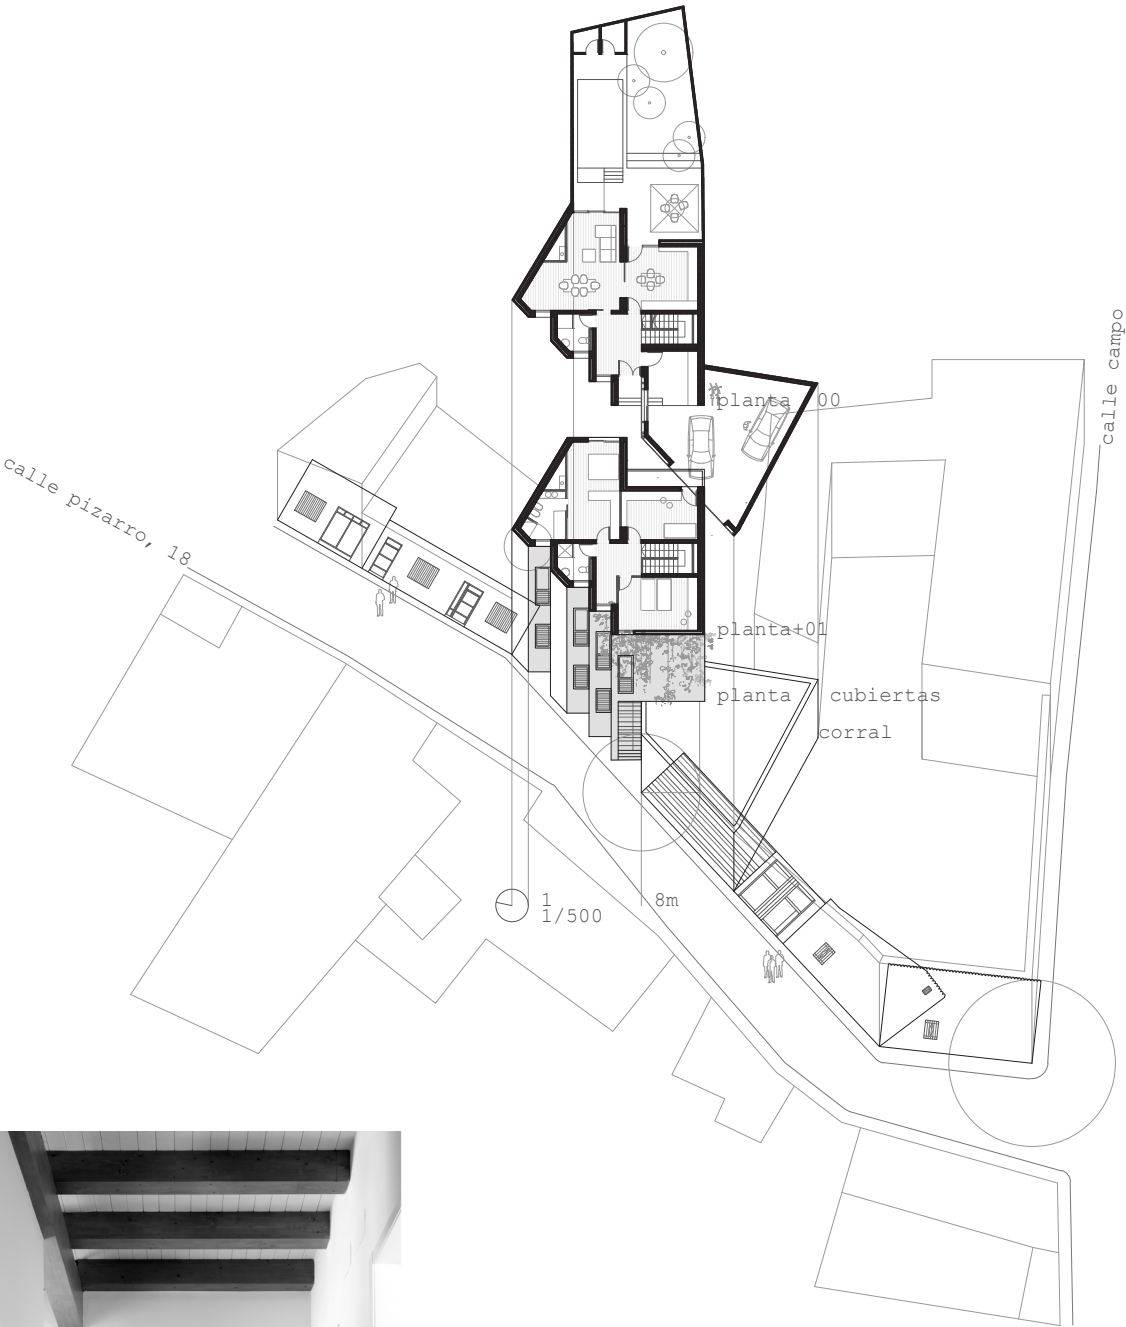 calle campo
planta 00
calle pizarro, 18
planta+01
planta cubiertas
corral
1 8m
1/500